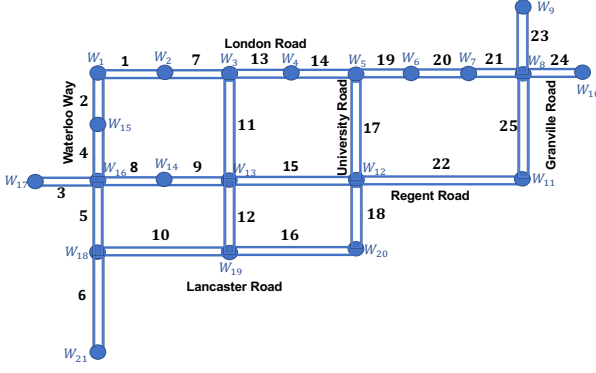 W₉
London Road
23
W₁ 1 W₂ 7 W₃ 13 W₄ 14 W₅ 19 W₆ 20 W₇ 21 W₈ 24
W₁₀
Waterloo Way
2
W₁₅
4
11
University Road
17
25
Granville Road
W₁₇
3
W₁₆ 8 W₁₄ 9 W₁₃ 15 W₁₂ 22 W₁₁
Regent Road
5
12
18
W₁₈ 10 W₁₉ 16 W₂₀
Lancaster Road
6
W₂₁